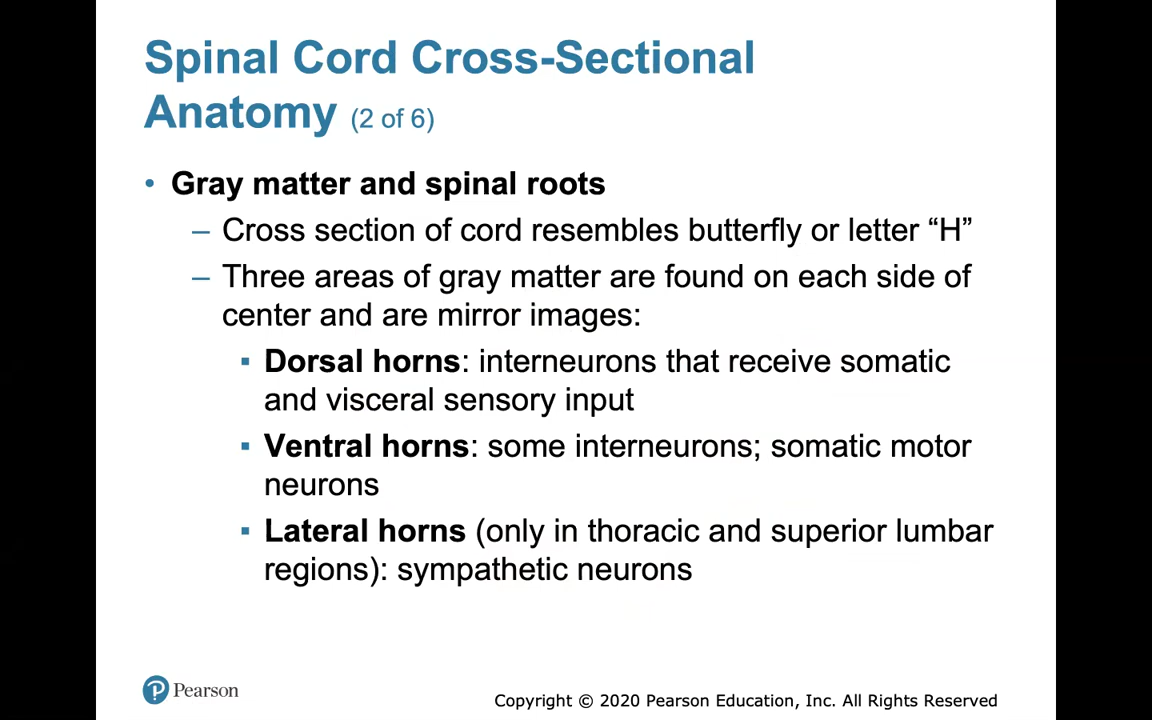 Spinal Cord Cross-Sectional
Anatomy (2 of 6)
• Gray matter and spinal roots
– Cross section of cord resembles butterfly or letter “H”
– Three areas of gray matter are found on each side of
center and are mirror images:
▪ Dorsal horns: interneurons that receive somatic
and visceral sensory input
▪ Ventral horns: some interneurons; somatic motor
neurons
▪ Lateral horns (only in thoracic and superior lumbar
regions): sympathetic neurons
P Pearson
Copyright © 2020 Pearson Education, Inc. All Rights Reserved